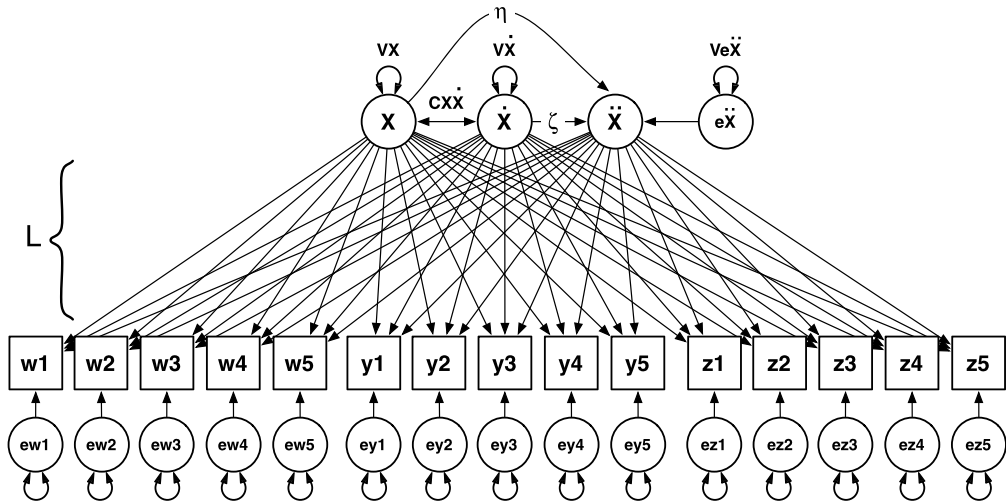 η
VX VẊ VeẌ
CXẊ
X Ẋ ζ Ẍ eẌ
L
w1 w2 w3 w4 w5 y1 y2 y3 y4 y5 z1 z2 z3 z4 z5
ew1 ew2 ew3 ew4 ew5 ey1 ey2 ey3 ey4 ey5 ez1 ez2 ez3 ez4 ez5